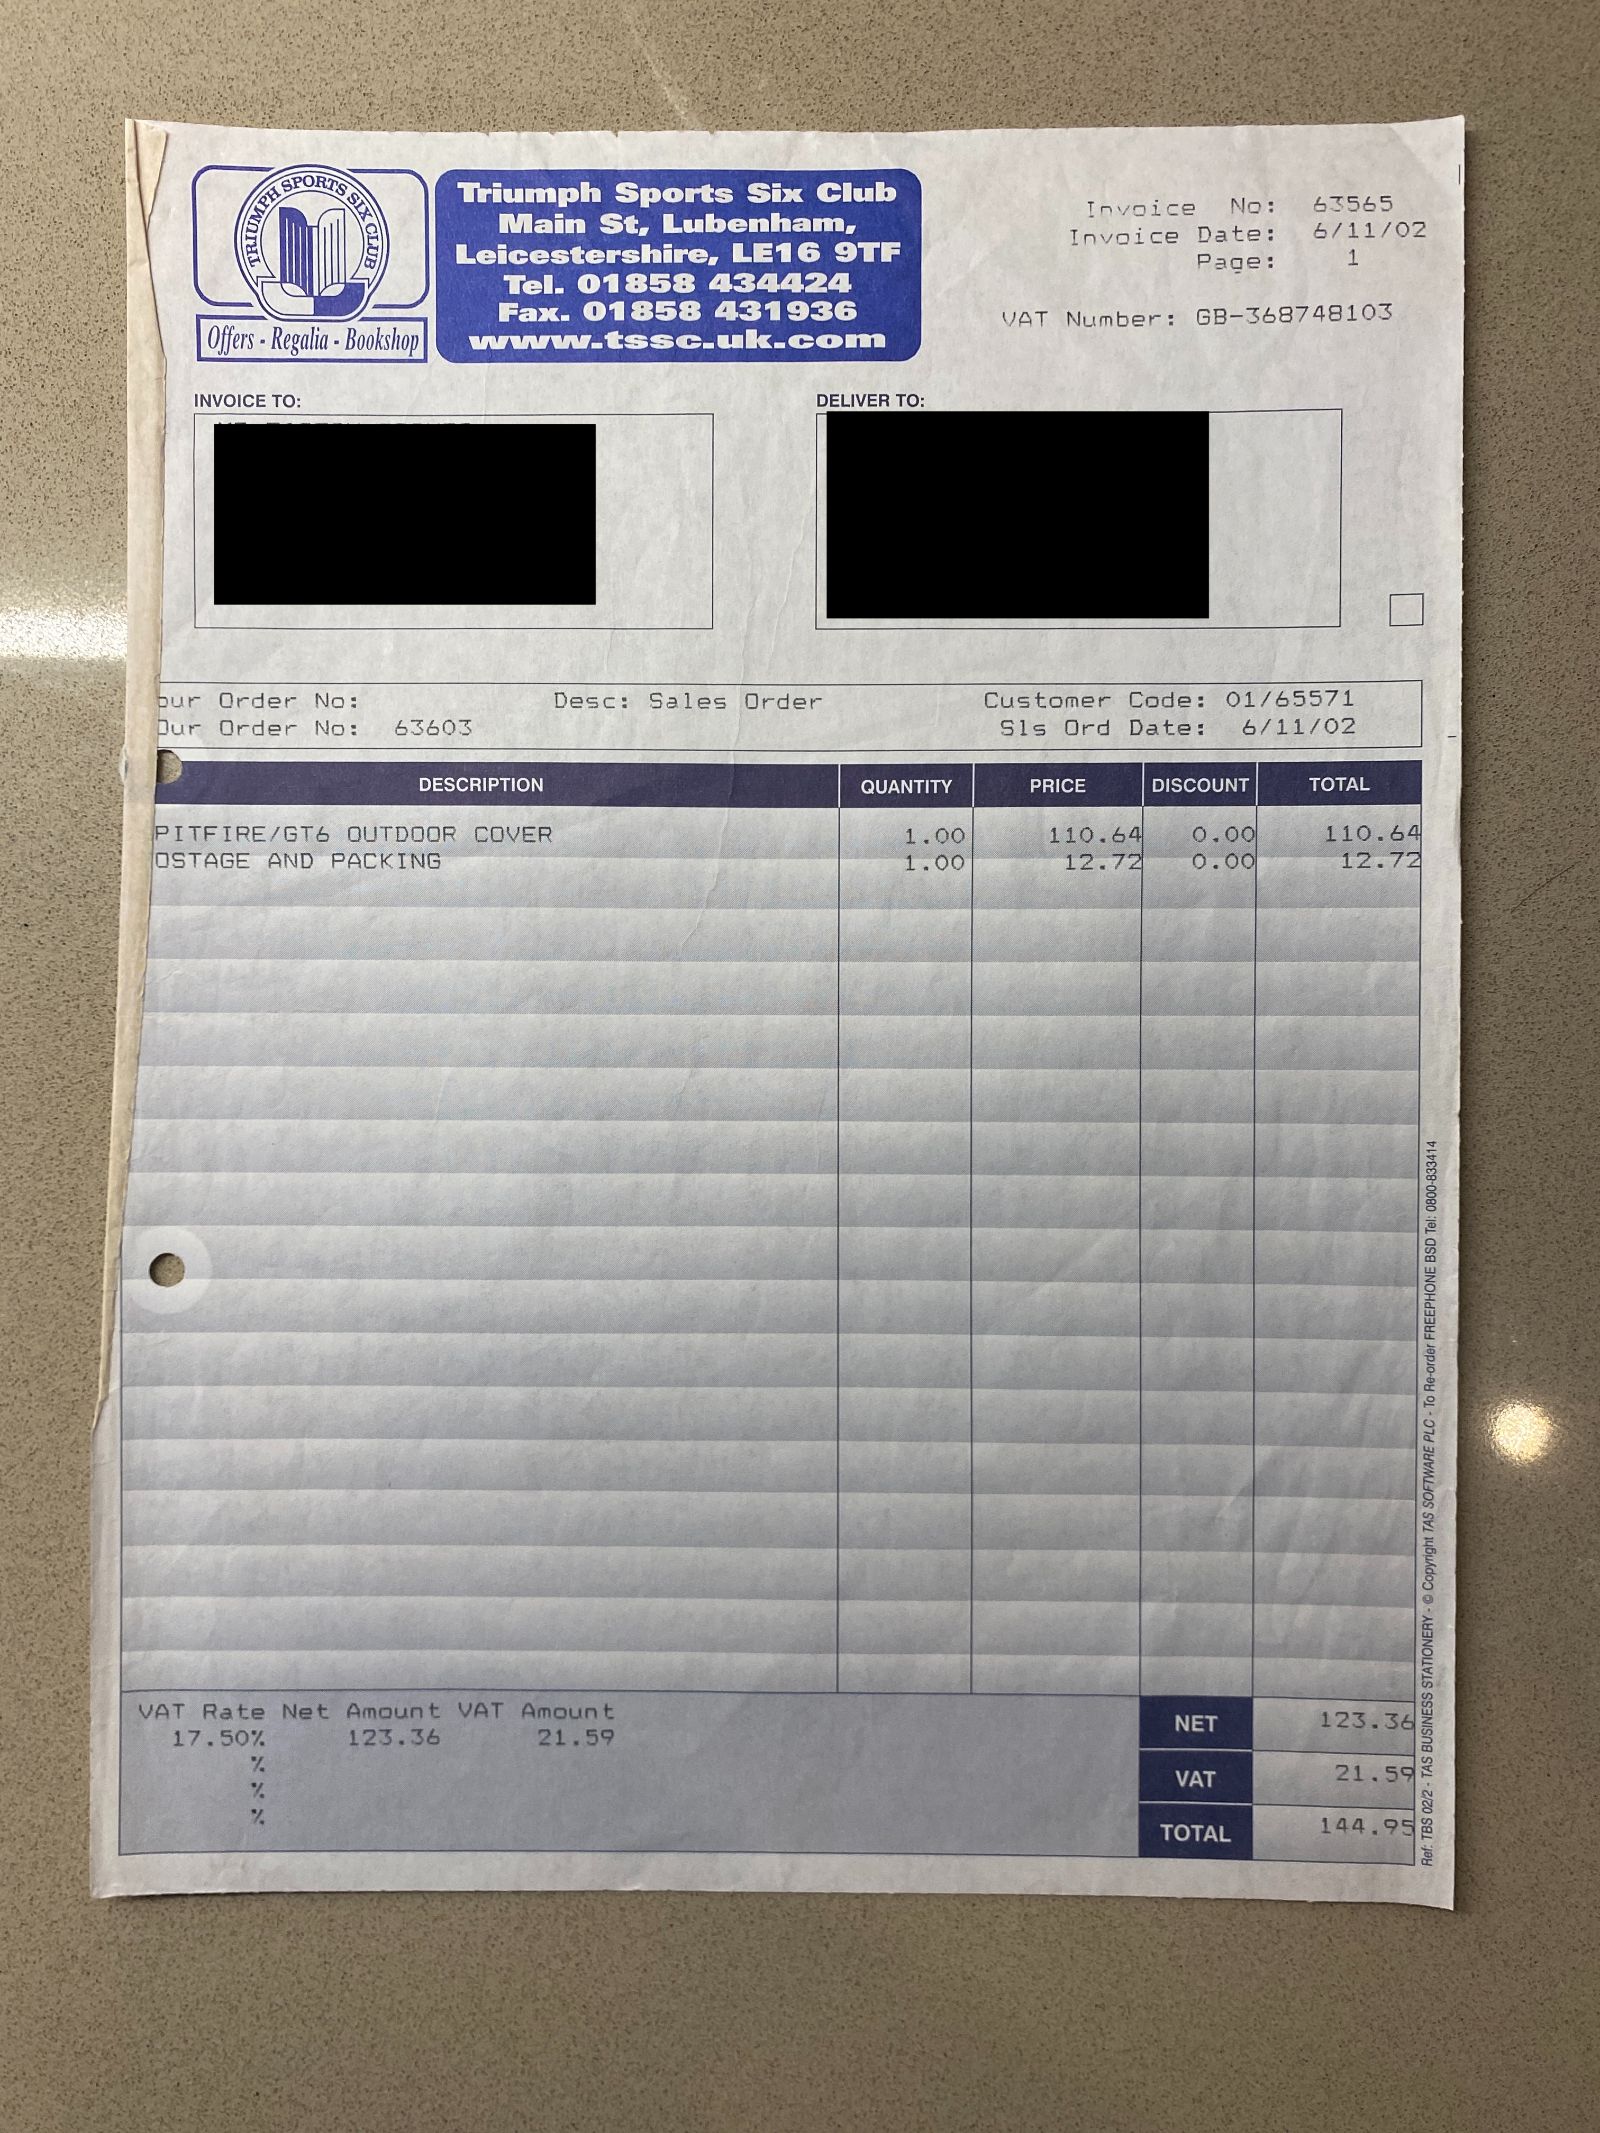 TRIUMPH SPORTS SIX CLUB
Offers - Regalia - Bookshop
Triumph Sports Six Club
Main St, Lubenham,
Leicestershire, LE16 9TF
Tel. 01858 434424
Fax. 01858 431936
www.tssc.uk.com
Invoice No: 63565
Invoice Date: 6/11/02
Page: 1
VAT Number: GB-368748103
INVOICE TO:
DELIVER TO:
our Order No: Desc: Sales Order Customer Code: 01/65571
Our Order No: 63603 Sls Ord Date: 6/11/02
DESCRIPTION QUANTITY PRICE DISCOUNT TOTAL
PITFIRE/GT6 OUTDOOR COVER 1.00 110.64 0.00 110.64
OSTAGE AND PACKING 1.00 12.72 0.00 12.72
VAT Rate Net Amount VAT Amount
17.50% 123.36 21.59
%
%
%
NET 123.36
VAT 21.59
TOTAL 144.95
Ref: TBS 02/2 - TAS BUSINESS STATIONERY - © Copyright TAS SOFTWARE PLC - To Re-order FREEPHONE BSD Tel: 0800-833414